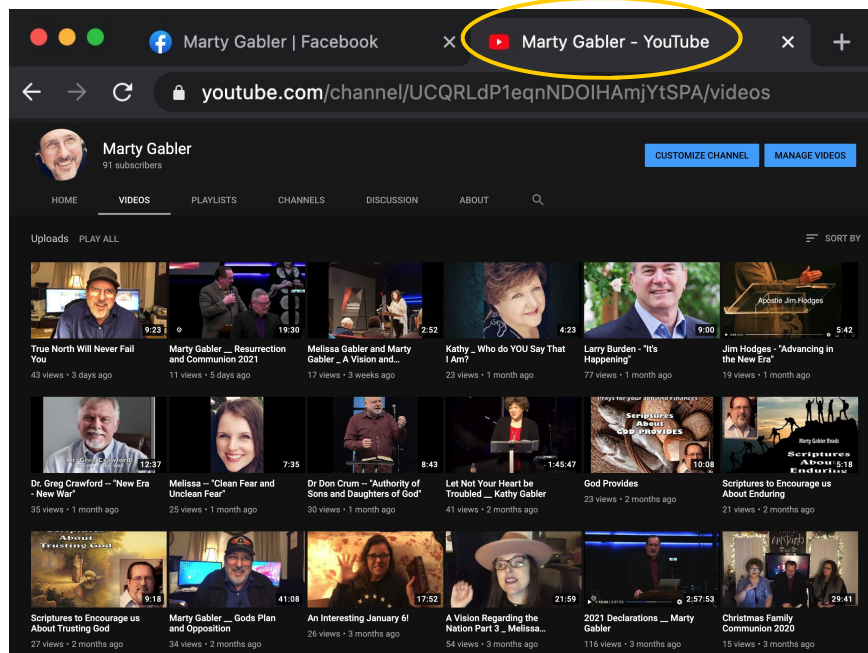 Marty Gabler | Facebook × Marty Gabler - YouTube × +
youtube.com/channel/UCQRLdP1eqnNDOIHAmjYtSPA/videos
Marty Gabler
91 subscribers
CUSTOMIZE CHANNEL MANAGE VIDEOS
HOME VIDEOS PLAYLISTS CHANNELS DISCUSSION ABOUT
Uploads PLAY ALL SORT BY
Apostle Jim Hodges
9:23 19:30 2:52 4:23 9:00 5:42
True North Will Never Fail You
Marty Gabler __ Resurrection and Communion 2021
Melissa Gabler and Marty Gabler _ A Vision and...
Kathy _ Who do YOU Say That I Am?
Larry Burden - "It's Happening"
Jim Hodges - "Advancing in the New Era"
43 views • 3 days ago
11 views • 5 days ago
17 views • 3 weeks ago
23 views • 1 month ago
77 views • 1 month ago
19 views • 1 month ago
Prays for your Job and Finances
Scriptures About GOD PROVIDES
Marty Gabler Reads
Scriptures About Enduring
Dr. Greg Crawford
12:37 7:35 8:43 1:45:47 10:08 5:18
Dr. Greg Crawford -- "New Era - New War"
Melissa -- "Clean Fear and Unclean Fear"
Dr Don Crum -- "Authority of Sons and Daughters of God"
Let Not Your Heart be Troubled __ Kathy Gabler
God Provides
Scriptures to Encourage us About Enduring
35 views • 1 month ago
25 views • 1 month ago
30 views • 1 month ago
41 views • 2 months ago
23 views • 2 months ago
21 views • 2 months ago
About
Trusting God
9:18 41:08 17:52 21:59 2:57:53 29:41
Scriptures to Encourage us About Trusting God
Marty Gabler __ Gods Plan and Opposition
An Interesting January 6!
A Vision Regarding the Nation Part 3 _ Melissa...
2021 Declarations __ Marty Gabler
Christmas Family Communion 2020
27 views • 2 months ago
34 views • 2 months ago
26 views • 3 months ago
54 views • 3 months ago
116 views • 3 months ago
15 views • 3 months ago